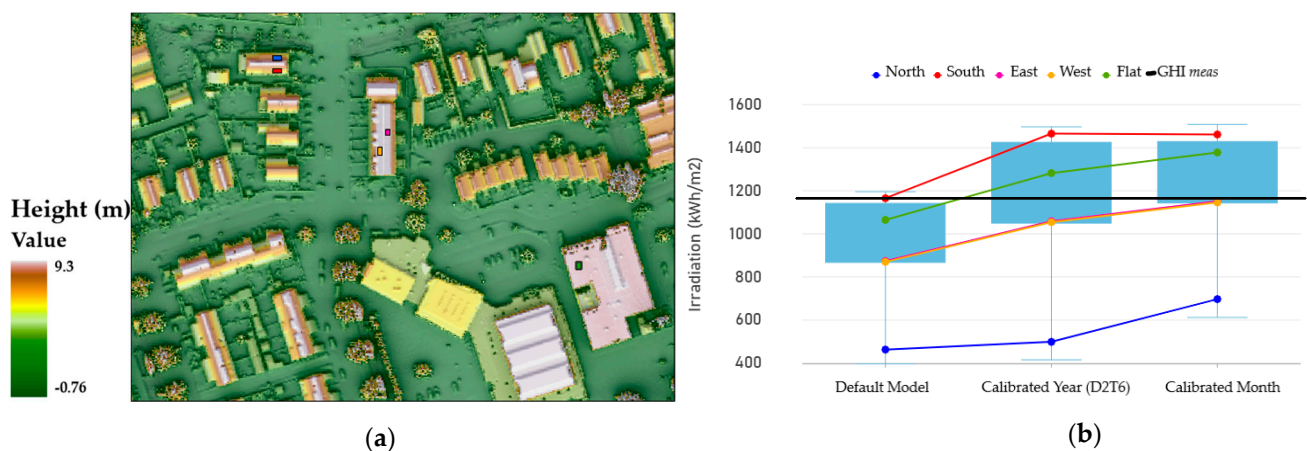 Height (m)
Value
9.3
-0.76
(a)
North South East West Flat GHI meas
Irradiation (kWh/m2)
1600
1400
1200
1000
800
600
400
Default Model Calibrated Year (D2T6) Calibrated Month
(b)